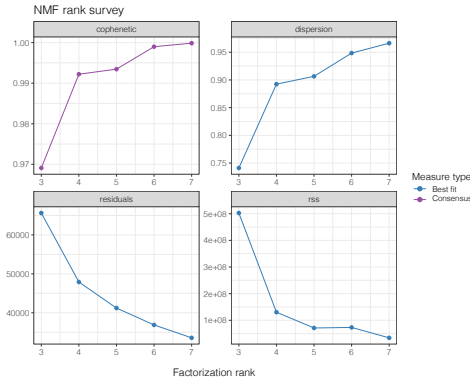 NMF rank survey
cophenetic
dispersion
1.00
0.99
0.98
0.97
0.95
0.90
0.85
0.80
0.75
3 4 5 6 7
3 4 5 6 7
residuals
rss
60000
50000
40000
5e+08
4e+08
3e+08
2e+08
1e+08
3 4 5 6 7
3 4 5 6 7
Factorization rank
Measure type
Best fit
Consensus